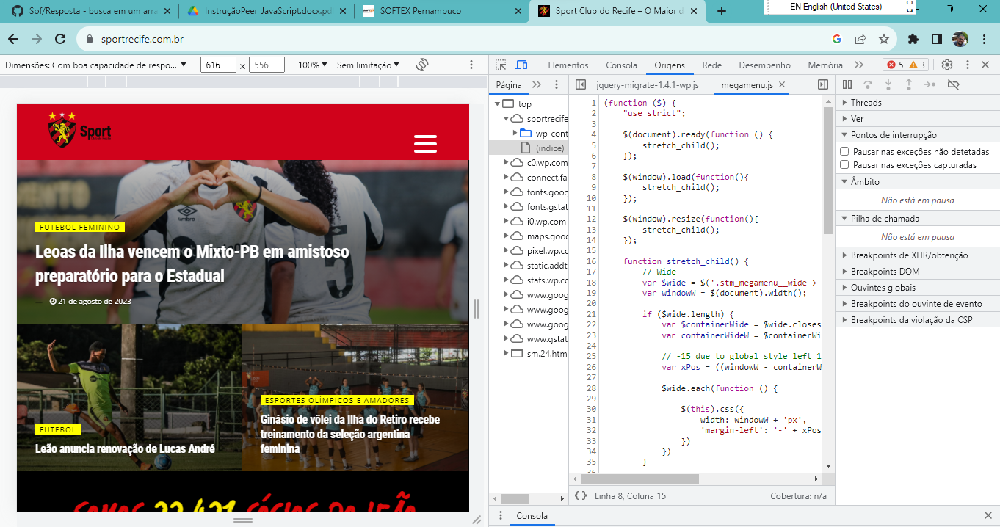 Sof/Resposta - busca em um arra
InstruçãoPeer_JavaScript.docx.pd
SOFTEX Pernambuco
Sport Club do Recife – O Maior d
EN English (United States)
sportrecife.com.br
Dimensões: Com boa capacidade de respo...
616 x 556
100%
Sem limitação
Elementos
Consola
Origens
Rede
Desempenho
Memória
5
3
Página
jquery-migrate-1.4.1-wp.js
megamenu.js
top
sportrecife
wp-cont
(índice)
c0.wp.com
connect.fac
fonts.goog
fonts.gstat
i0.wp.com
maps.goog
pixel.wp.cc
static.addto
stats.wp.cc
www.goog
www.goog
www.goog
www.gstat
sm.24.html
1 (function ($) {
2 "use strict";
3
4 $(document).ready(function () {
5 stretch_child();
6 });
7
8 $(window).load(function(){
9 stretch_child();
10 });
11
12 $(window).resize(function(){
13 stretch_child();
14 });
15
16 function stretch_child() {
17 // Wide
18 var $wide = $('.stm_megamenu__wide >
19 var windowW = $(document).width();
20
21 if ($wide.length) {
22 var $containerWide = $wide.closest
23 var containerWideW = $containerWid
24
25 // -15 due to global style left 1
26 var xPos = ((windowW - containerW
27
28 $wide.each(function () {
29
30 $(this).css({
31 width: windowW + 'px',
32 'margin-left': '-' + xPos
33 })
34 })
35 }
36
Linha 8, Coluna 15
Cobertura: n/a
Consola
Threads
Ver
Pontos de interrupção
Pausar nas exceções não detetadas
Pausar nas exceções capturadas
Âmbito
Não está em pausa
Pilha de chamada
Não está em pausa
Breakpoints de XHR/obtenção
Breakpoints DOM
Ouvintes globais
Breakpoints do ouvinte de evento
Breakpoints da violação da CSP
Sport
Club do Recife
umbro
FUTEBOL FEMININO
Leoas da Ilha vencem o Mixto-PB em amistoso
preparatório para o Estadual
— 21 de agosto de 2023
FUTEBOL
Leão anuncia renovação de Lucas André
ESPORTES OLÍMPICOS E AMADORES
Ginásio de vôlei da Ilha do Retiro recebe
treinamento da seleção argentina
feminina